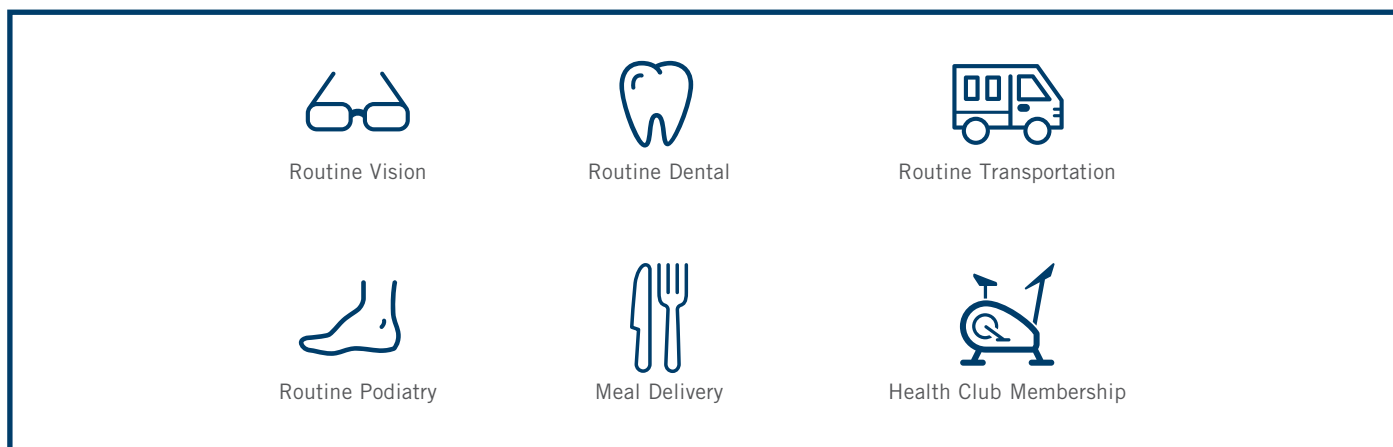 Routine Vision
Routine Dental
Routine Transportation
Routine Podiatry
Meal Delivery
Health Club Membership